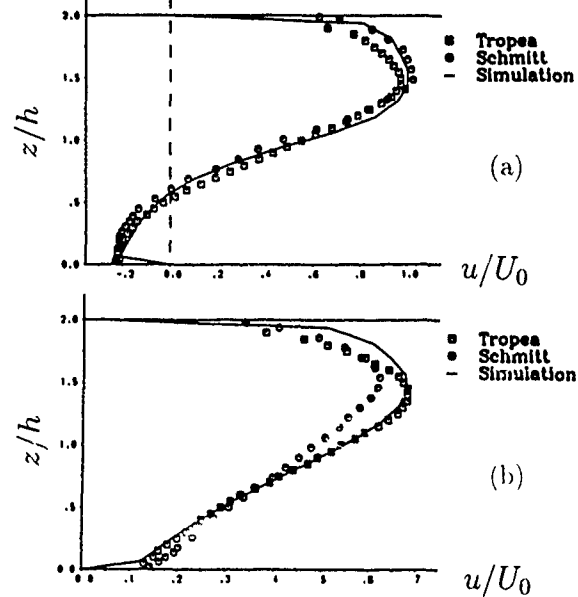 2.0
Tropea
Schmitt
Simulation
1.5
z/h
1.0
(a)
.5
0.0
-.2 0.0 .2 .4 .6 .8 1.0
u/U0
2.0
Tropea
Schmitt
Simulation
1.5
z/h
1.0
(b)
.5
0.0
0.0 .1 .2 .3 .4 .5 .6 .7
u/U0